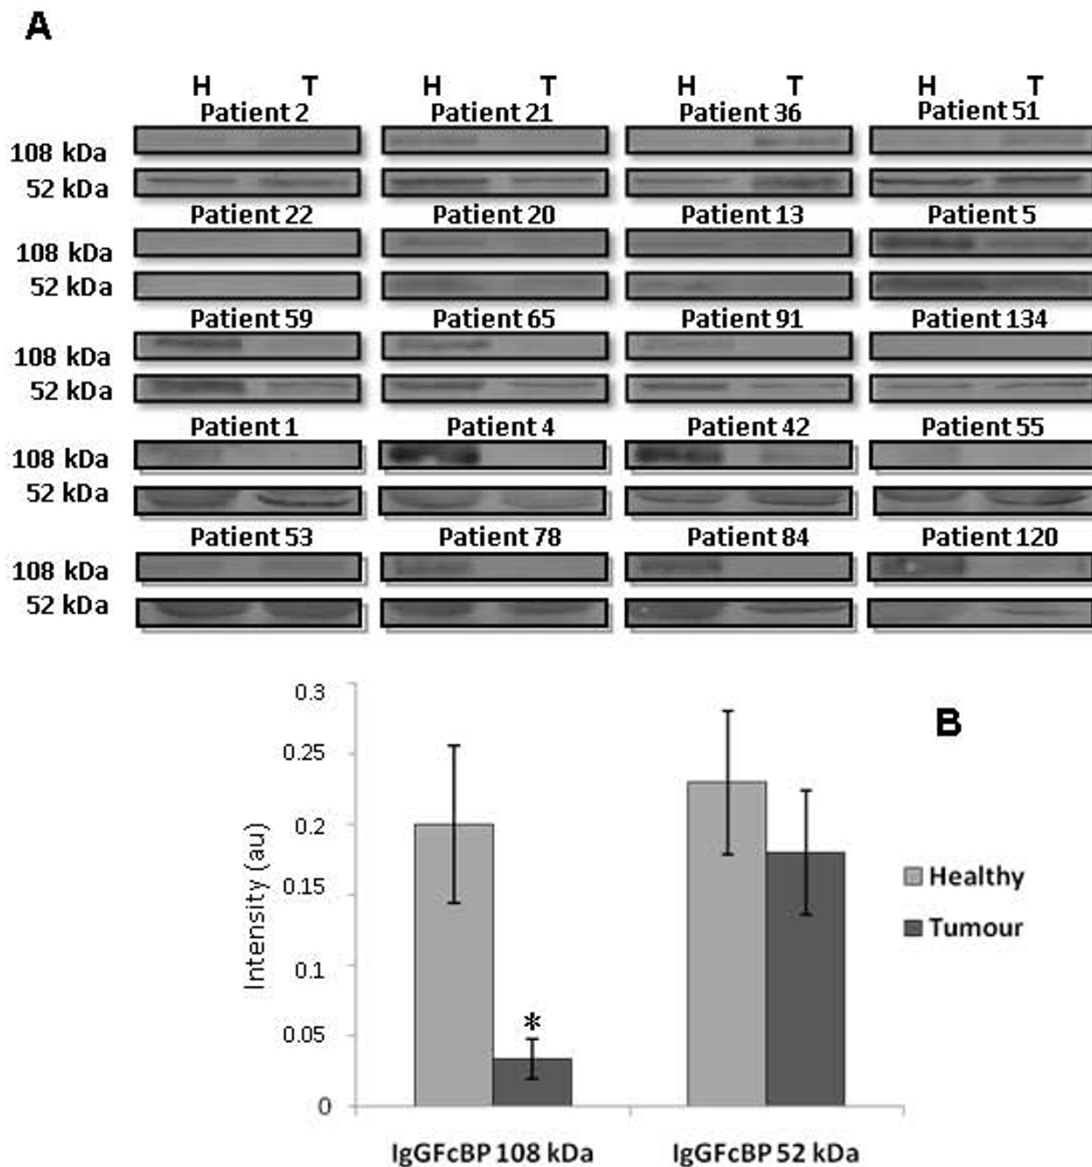 A
H T H T H T H T
Patient 2 Patient 21 Patient 36 Patient 51
108 kDa
52 kDa
Patient 22 Patient 20 Patient 13 Patient 5
108 kDa
52 kDa
Patient 59 Patient 65 Patient 91 Patient 134
108 kDa
52 kDa
Patient 1 Patient 4 Patient 42 Patient 55
108 kDa
52 kDa
Patient 53 Patient 78 Patient 84 Patient 120
108 kDa
52 kDa
B
Intensity (au)
0.3
0.25
0.2
0.15
0.1
0.05
0
*
Healthy
Tumour
IgGFcBP 108 kDa IgGFcBP 52 kDa